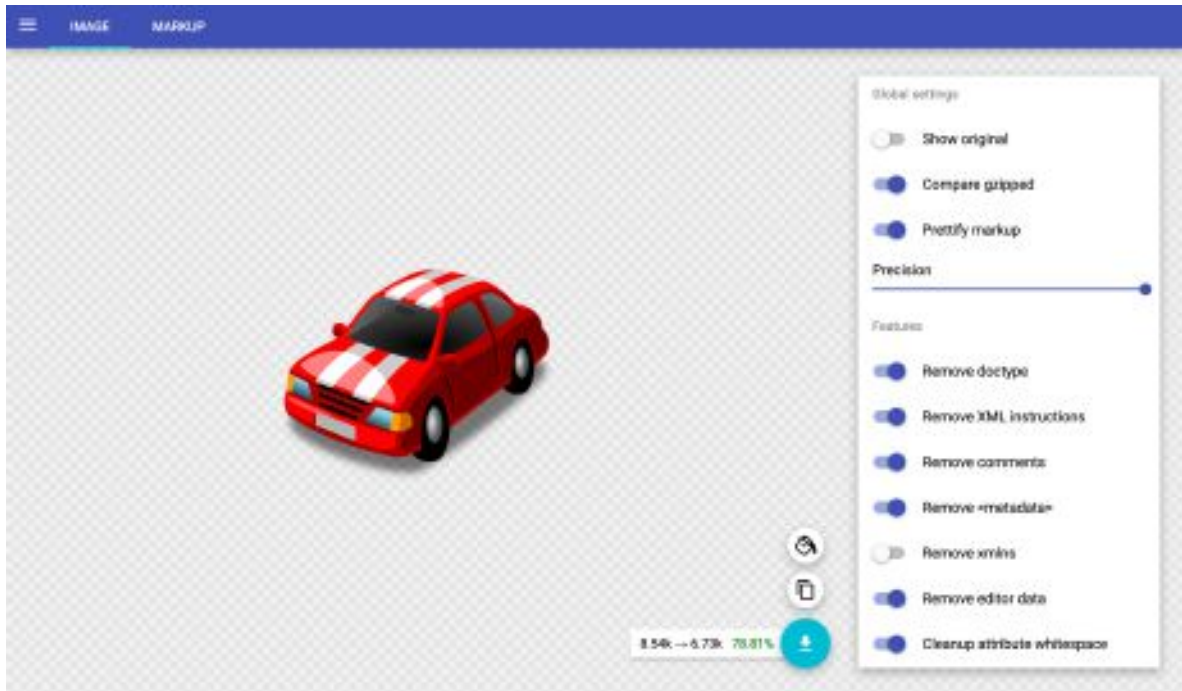 IMAGE MARKUP
Global settings
Show original
Compare gzipped
Prettify markup
Precision
Features
Remove doctype
Remove XML instructions
Remove comments
Remove <metadata>
Remove xmlns
Remove editor data
Cleanup attribute whitespace
8.54k → 6.73k 78.81%